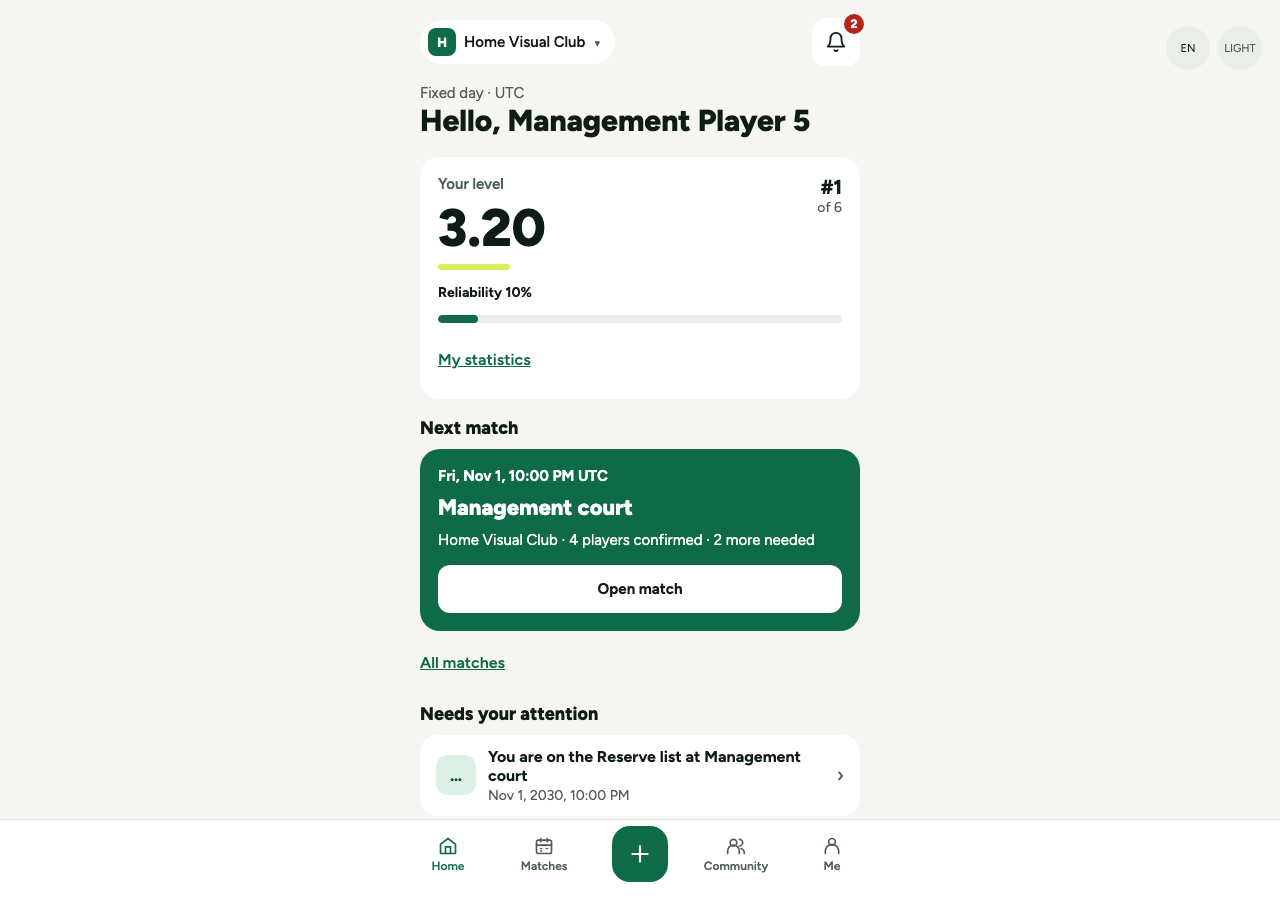 H Home Visual Club ▾
2
EN
LIGHT
Fixed day · UTC
Hello, Management Player 5
Your level
#1
of 6
3.20
Reliability 10%
My statistics
Next match
Fri, Nov 1, 10:00 PM UTC
Management court
Home Visual Club · 4 players confirmed · 2 more needed
Open match
All matches
Needs your attention
...
You are on the Reserve list at Management
court
Nov 1, 2030, 10:00 PM
›
Home
Matches
+
Community
Me